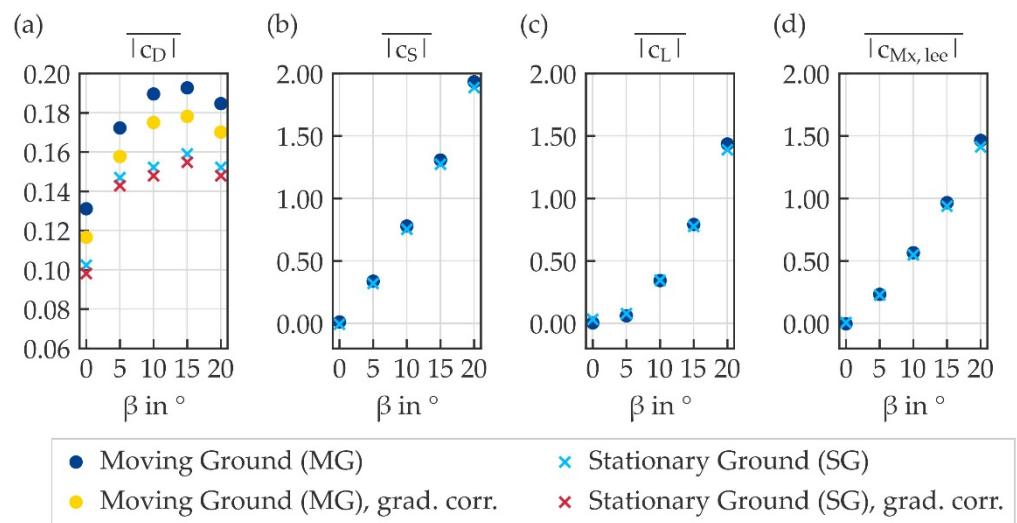 (a) |c_D|
(b) |c_S|
(c) |c_L|
(d) |c_Mx, lee|
0.20
0.18
0.16
0.14
0.12
0.10
0.08
0.06
0 5 10 15 20
β in °
2.00
1.50
1.00
0.50
0.00
0 5 10 15 20
β in °
2.00
1.50
1.00
0.50
0.00
0 5 10 15 20
β in °
2.00
1.50
1.00
0.50
0.00
0 5 10 15 20
β in °
Moving Ground (MG)
Moving Ground (MG), grad. corr.
Stationary Ground (SG)
Stationary Ground (SG), grad. corr.